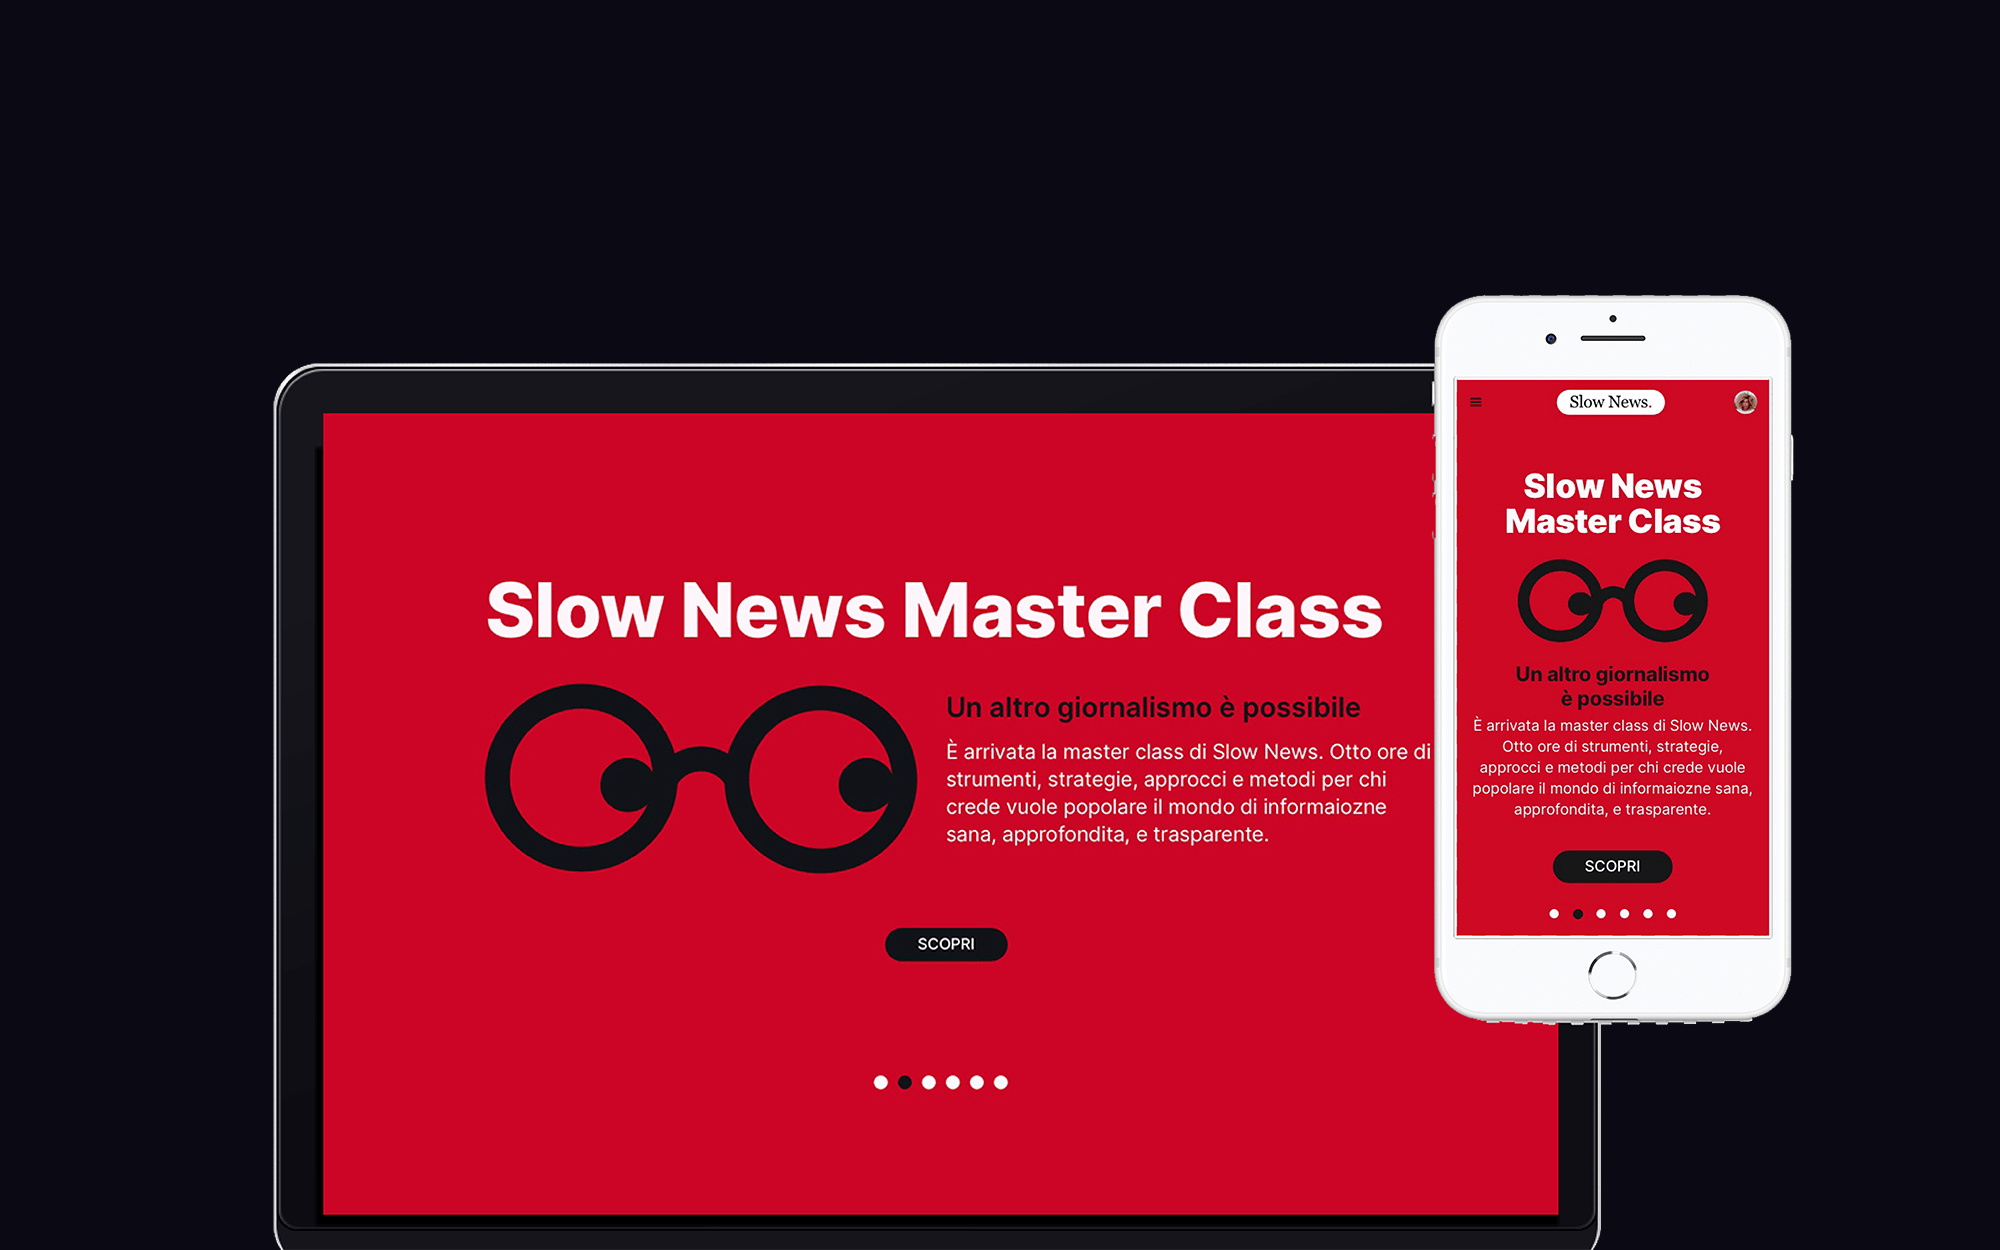 Slow News Master Class
Un altro giornalismo è possibile
È arrivata la master class di Slow News. Otto ore di
strumenti, strategie, approcci e metodi per chi
crede vuole popolare il mondo di informaiozne
sana, approfondita, e trasparente.
SCOPRI
Slow News.
Slow News
Master Class
Un altro giornalismo
è possibile
È arrivata la master class di Slow News.
Otto ore di strumenti, strategie,
approcci e metodi per chi crede vuole
popolare il mondo di informaiozne sana,
approfondita, e trasparente.
SCOPRI